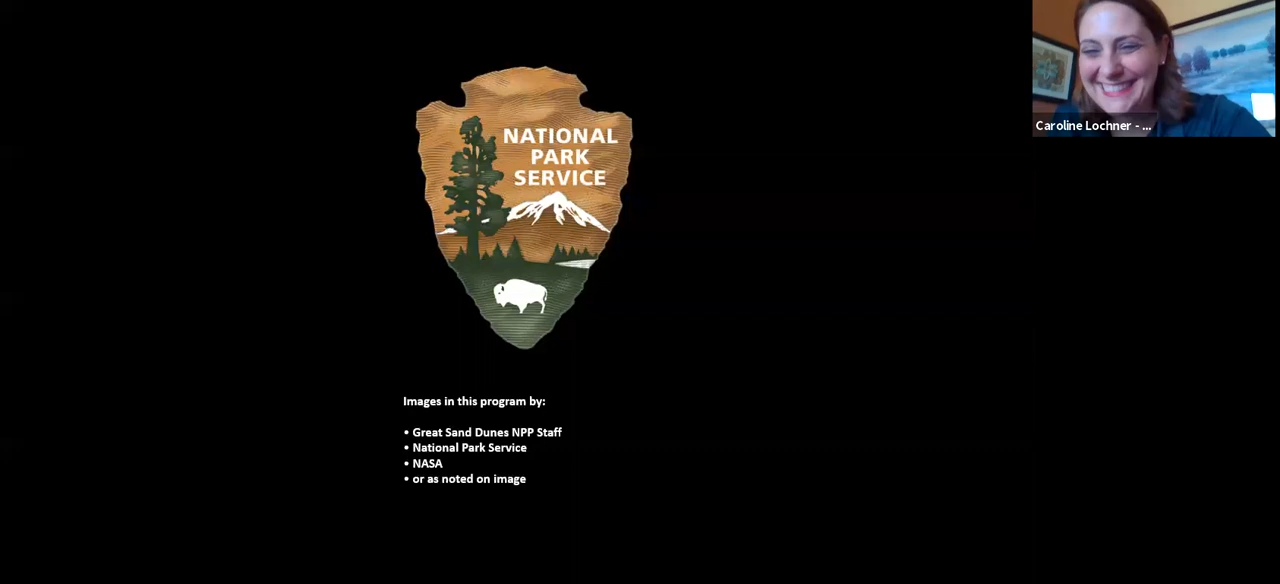 NATIONAL
PARK
SERVICE
Caroline Lochner - ...
Images in this program by:
• Great Sand Dunes NPP Staff
• National Park Service
• NASA
• or as noted on image